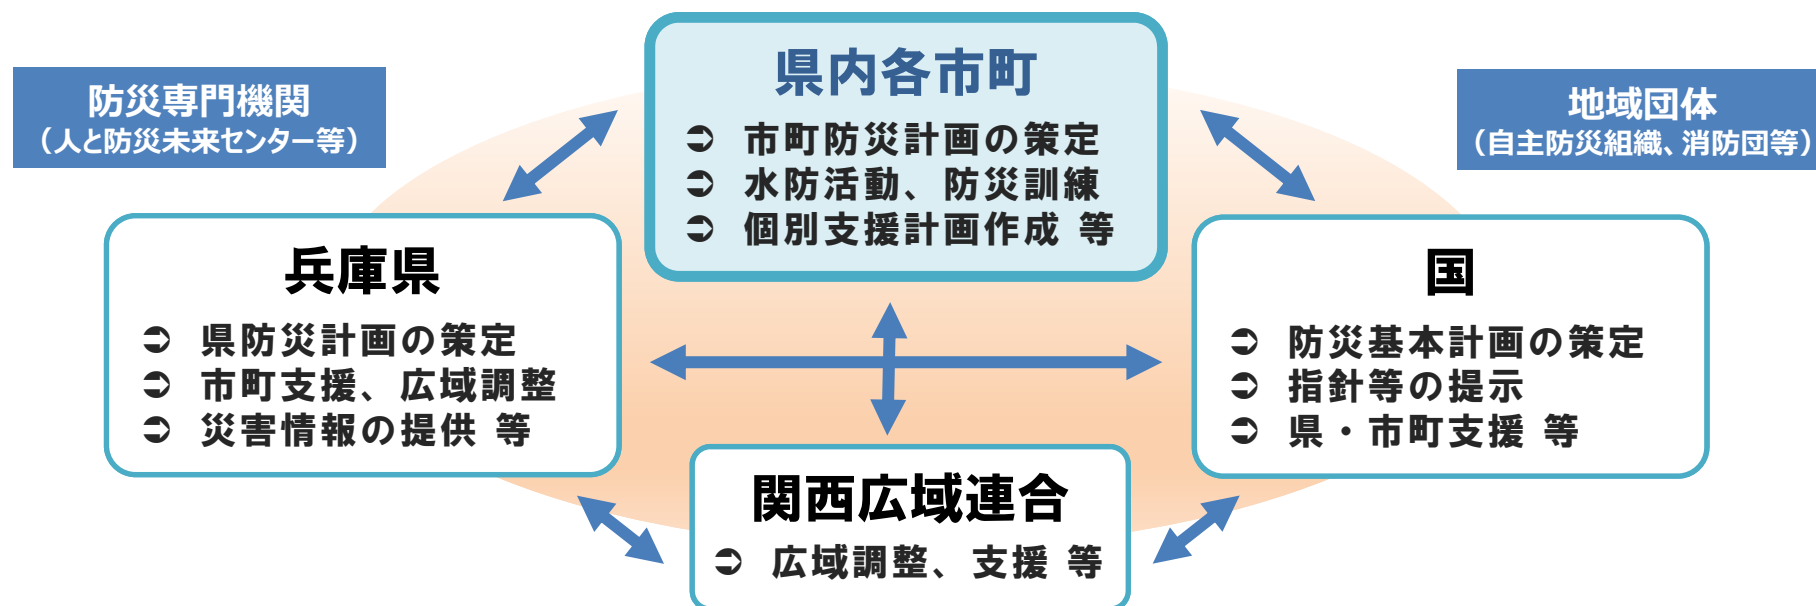 県内各市町
➲ 市町防災計画の策定
➲ 水防活動、防災訓練
➲ 個別支援計画作成 等
防災専門機関
（人と防災未来センター等）
地域団体
（自主防災組織、消防団等）
兵庫県
➲ 県防災計画の策定
➲ 市町支援、広域調整
➲ 災害情報の提供 等
国
➲ 防災基本計画の策定
➲ 指針等の提示
➲ 県・市町支援 等
関西広域連合
➲ 広域調整、支援 等